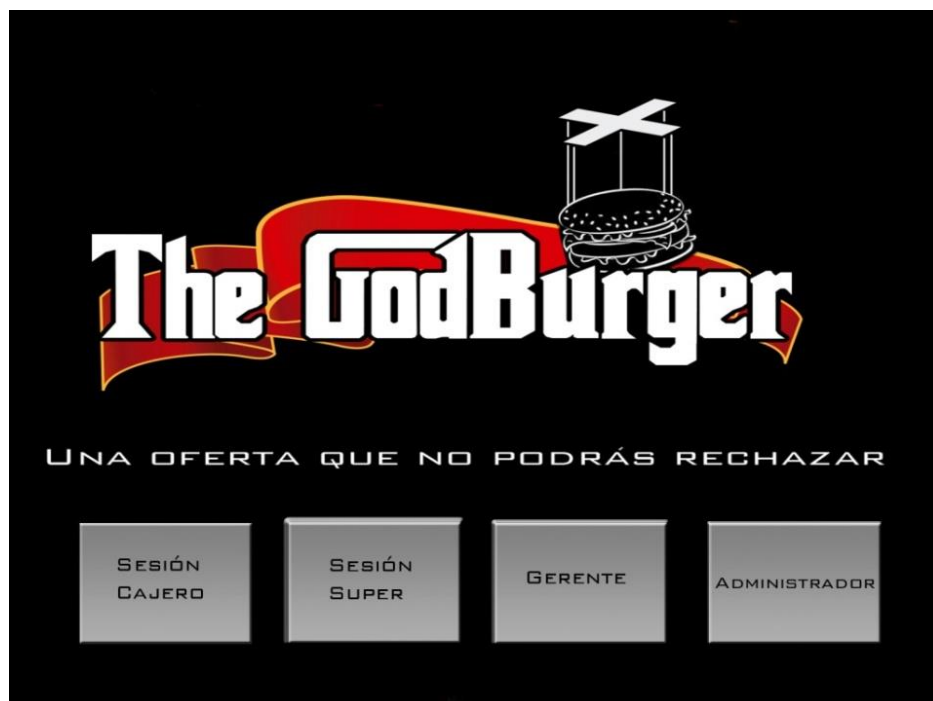 The GodBurger
UNA OFERTA QUE NO PODRÁS RECHAZAR
SESIÓN
CAJERO
SESIÓN
SUPER
GERENTE
ADMINISTRADOR